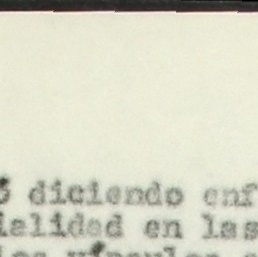 ó diciendo enf
ialidad en las